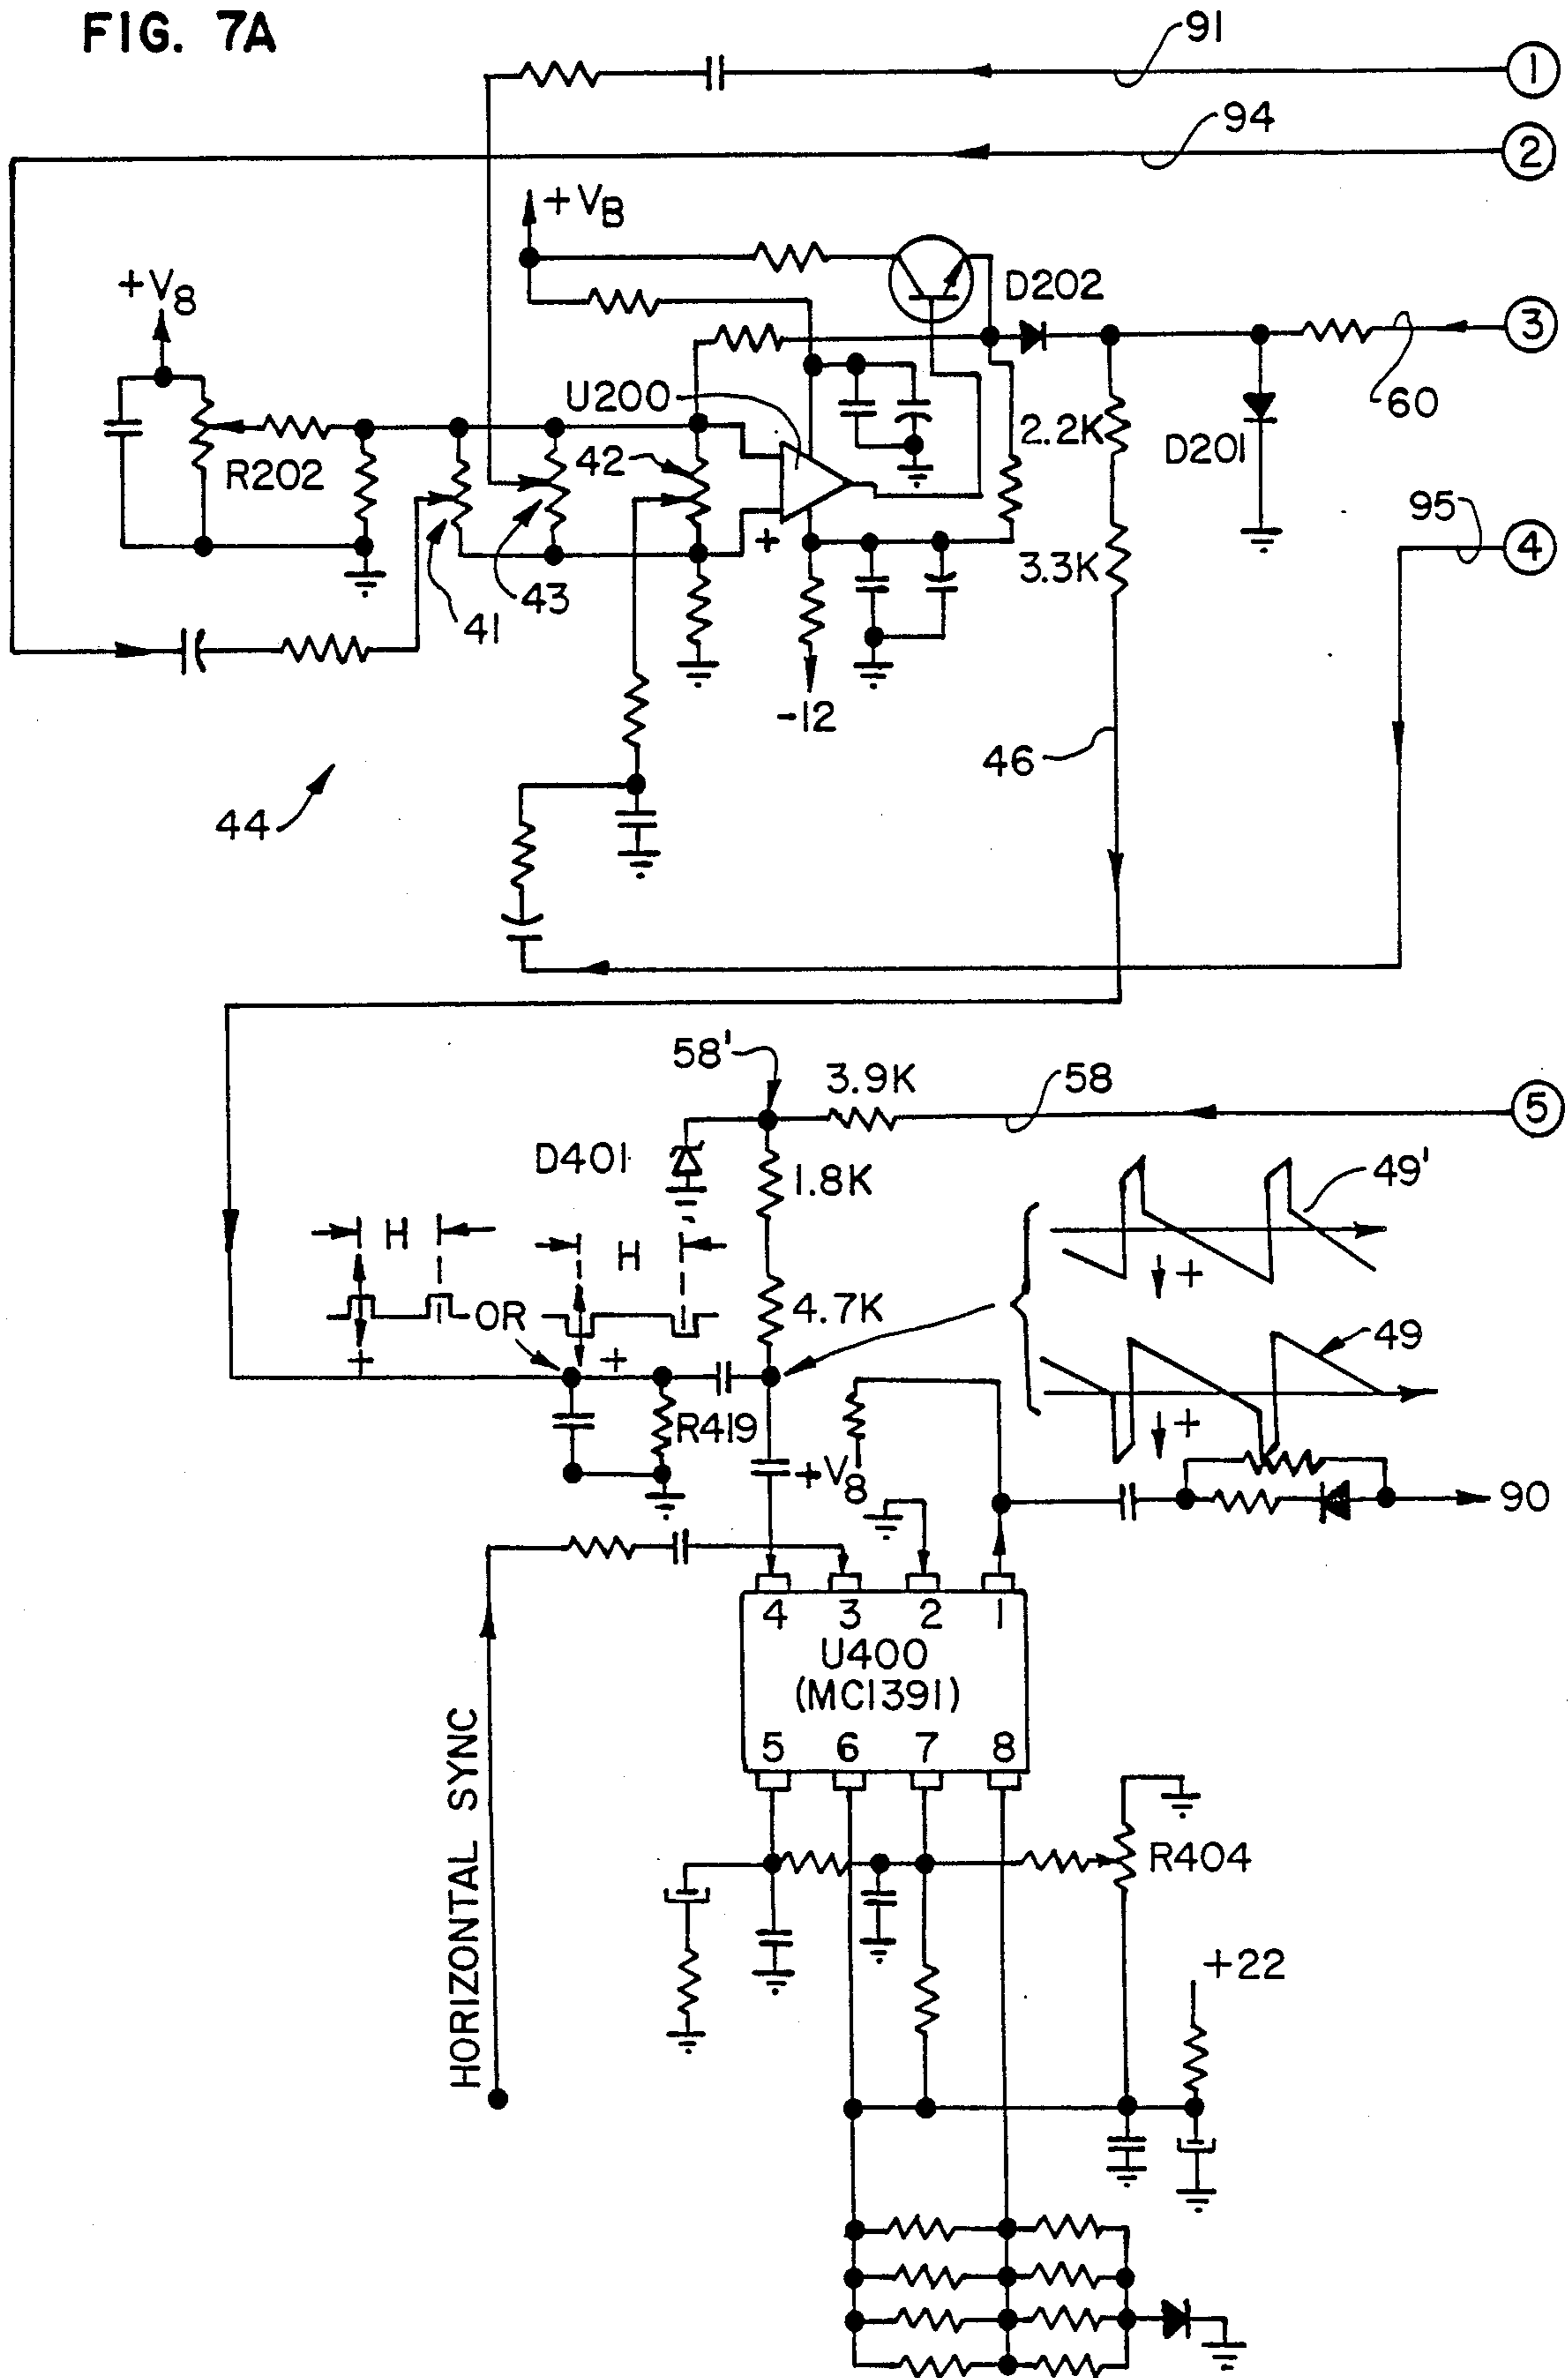 FIG. 7A
91
1
94
2
+VB
+V8
D202
3
U200
60
2.2K
42
D201
R202
95
4
+
3.3K
43
41
-12
46
44
58'
3.9K
58
5
D401
1.8K
49'
H
H
+
4.7K
OR
49
+
+
+
R419
+V8
90
4 3 2 1
U400
(MC1391)
5 6 7 8
HORIZONTAL SYNC
R404
+22